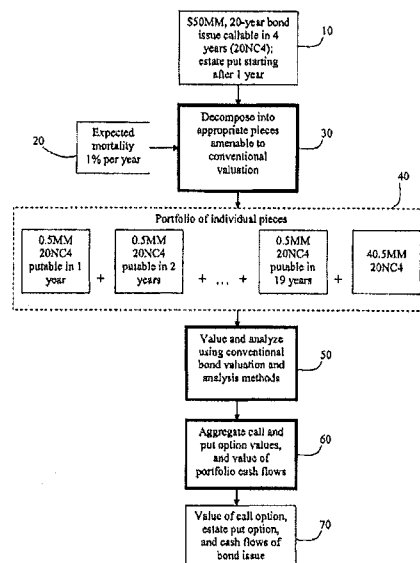 $50MM, 20-year bond
issue callable in 4
years (20NC4);
estate put starting
after 1 year
10
20
Expected
mortality
1% per year
Decompose into
appropriate pieces
amenable to
conventional
valuation
30
40
Portfolio of individual pieces
0.5MM
20NC4
putable in 1
year
+
0.5MM
20NC4
putable in 2
years
+ ... +
0.5MM
20NC4
putable in
19 years
+
40.5MM
20NC4
Value and analyze
using conventional
bond valuation and
analysis methods
50
Aggregate call and
put option values,
and value of
portfolio cash flows
60
Value of call option,
estate put option,
and cash flows of
bond issue
70